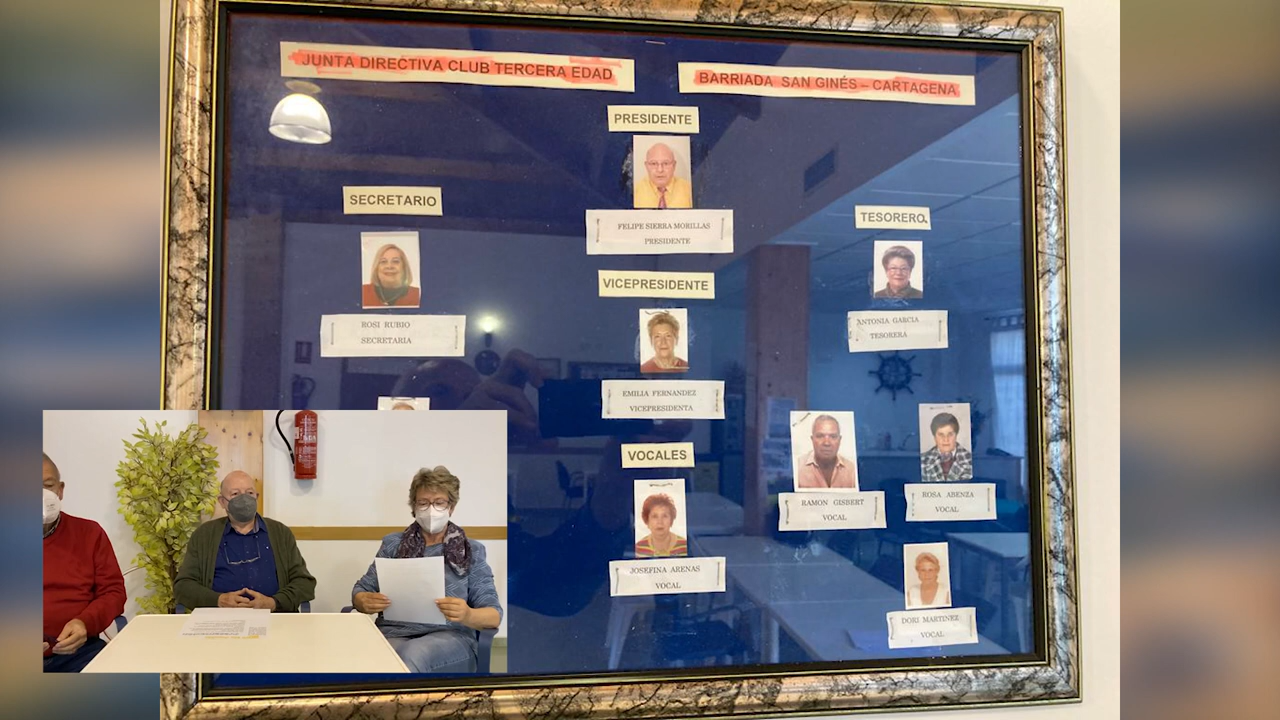 JUNTA DIRECTIVA CLUB TERCERA EDAD
BARRIADA SAN GINÉS – CARTAGENA
PRESIDENTE
FELIPE SIERRA MORILLAS
PRESIDENTE
SECRETARIO
ROSI RUBIO
SECRETARIA
TESORERO
ANTONIA GARCIA
TESORERA
VICEPRESIDENTE
EMILIA FERNANDEZ
VICEPRESIDENTA
VOCALES
JOSEFINA ARENAS
VOCAL
RAMON GISBERT
VOCAL
ROSA ABENZA
VOCAL
DORI MARTINEZ
VOCAL